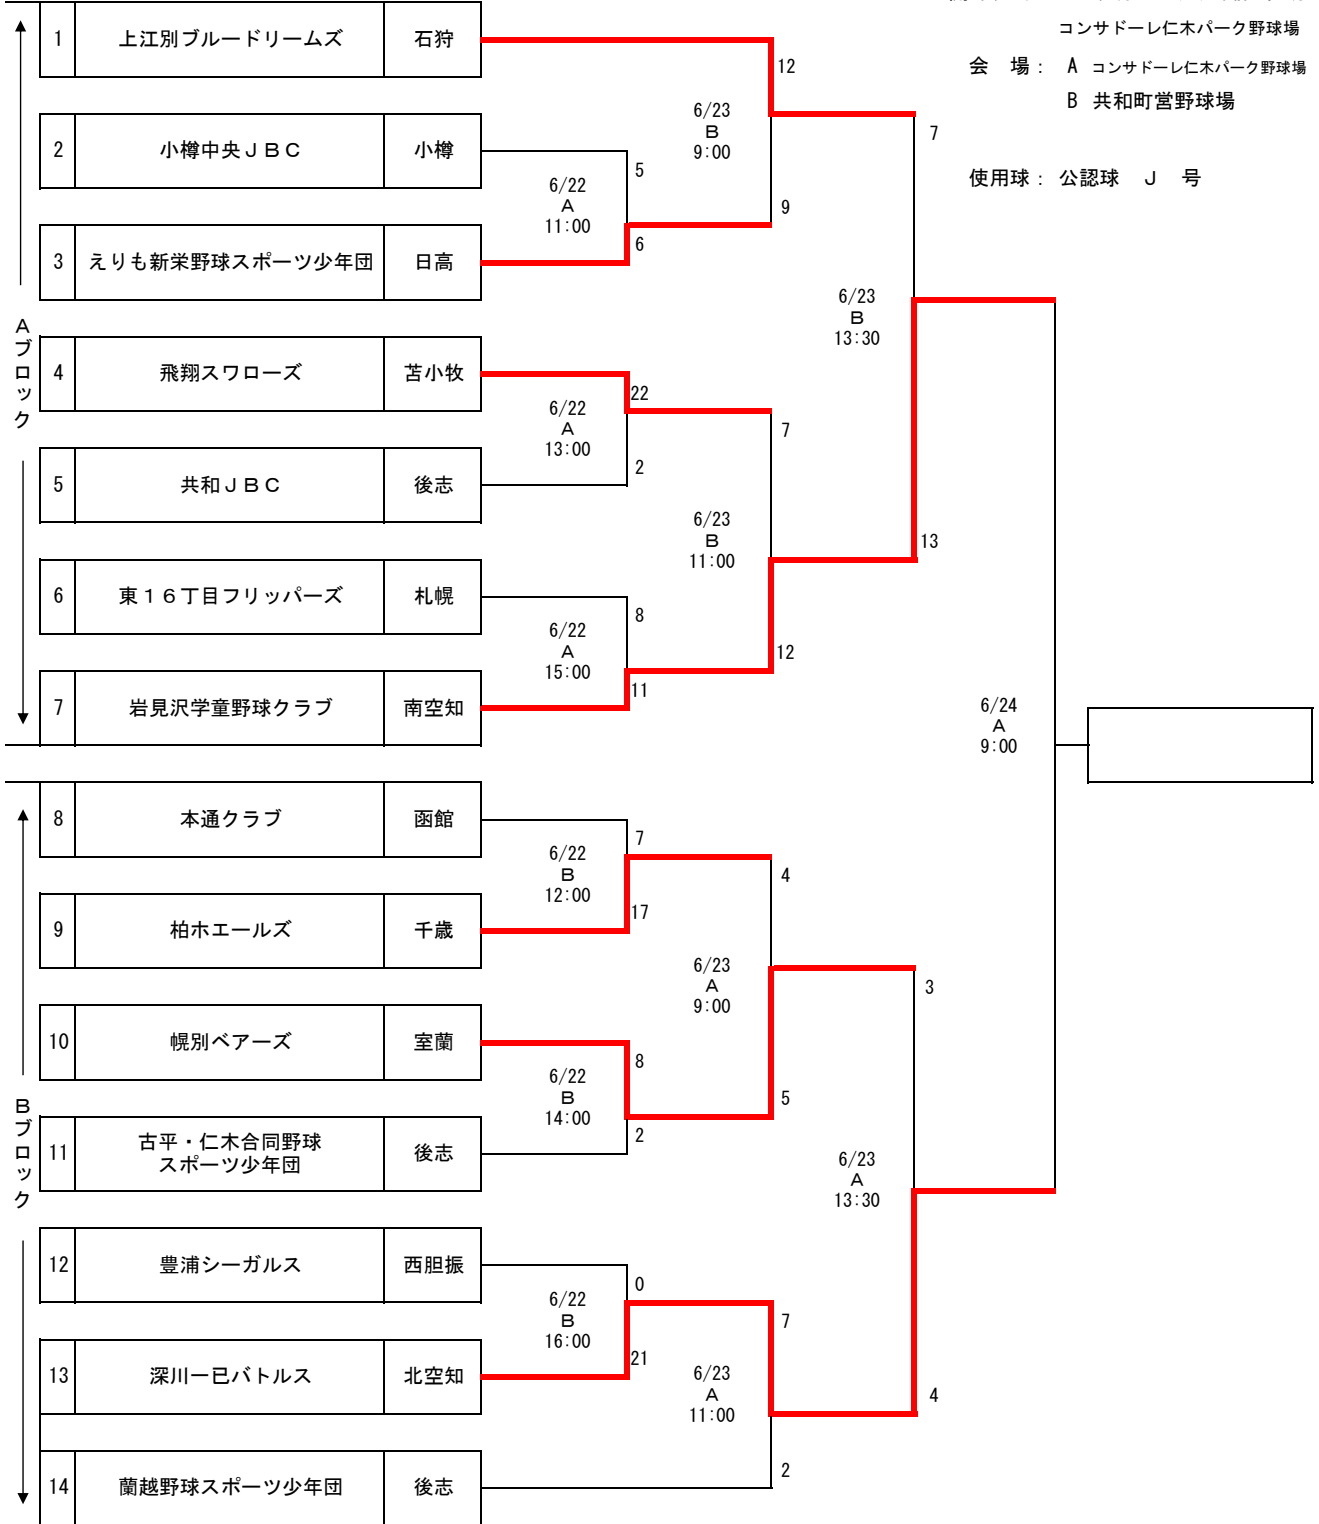 コンサドーレ仁木パーク野球場
会　場： A コンサドーレ仁木パーク野球場
B 共和町営野球場
使用球： 公認球　Ｊ　号
Aブロック
1 上江別ブルードリームズ 石狩
2 小樽中央ＪＢＣ 小樽
3 えりも新栄野球スポーツ少年団 日高
4 飛翔スワローズ 苫小牧
5 共和ＪＢＣ 後志
6 東１６丁目フリッパーズ 札幌
7 岩見沢学童野球クラブ 南空知
Bブロック
8 本通クラブ 函館
9 柏ホエールズ 千歳
10 幌別ベアーズ 室蘭
11 古平・仁木合同野球
スポーツ少年団 後志
12 豊浦シーガルス 西胆振
13 深川一已バトルス 北空知
14 蘭越野球スポーツ少年団 後志
6/22
A
11:00
5
6
6/22
A
13:00
22
2
6/22
A
15:00
8
11
6/22
B
12:00
7
17
6/22
B
14:00
8
2
6/22
B
16:00
0
21
6/23
B
9:00
12
9
6/23
B
11:00
7
12
6/23
A
9:00
4
5
6/23
A
11:00
7
2
6/23
B
13:30
7
13
6/23
A
13:30
3
4
6/24
A
9:00